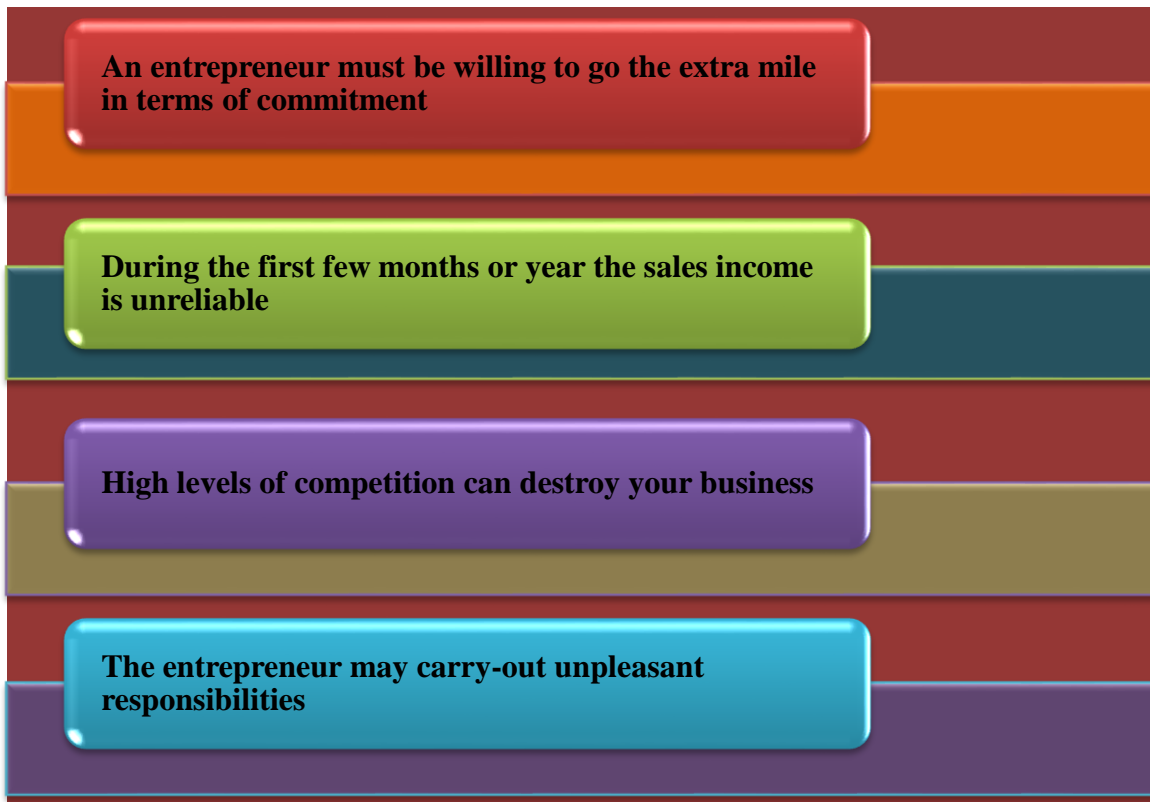 An entrepreneur must be willing to go the extra mile
in terms of commitment
During the first few months or year the sales income
is unreliable
High levels of competition can destroy your business
The entrepreneur may carry-out unpleasant
responsibilities